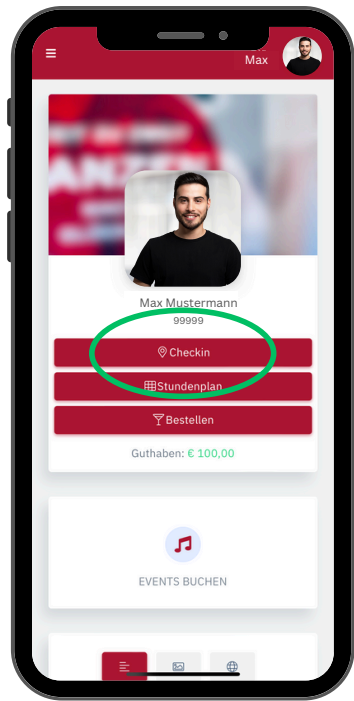 Max
Max Mustermann
99999
Checkin
Stundenplan
Bestellen
Guthaben: € 100,00
EVENTS BUCHEN